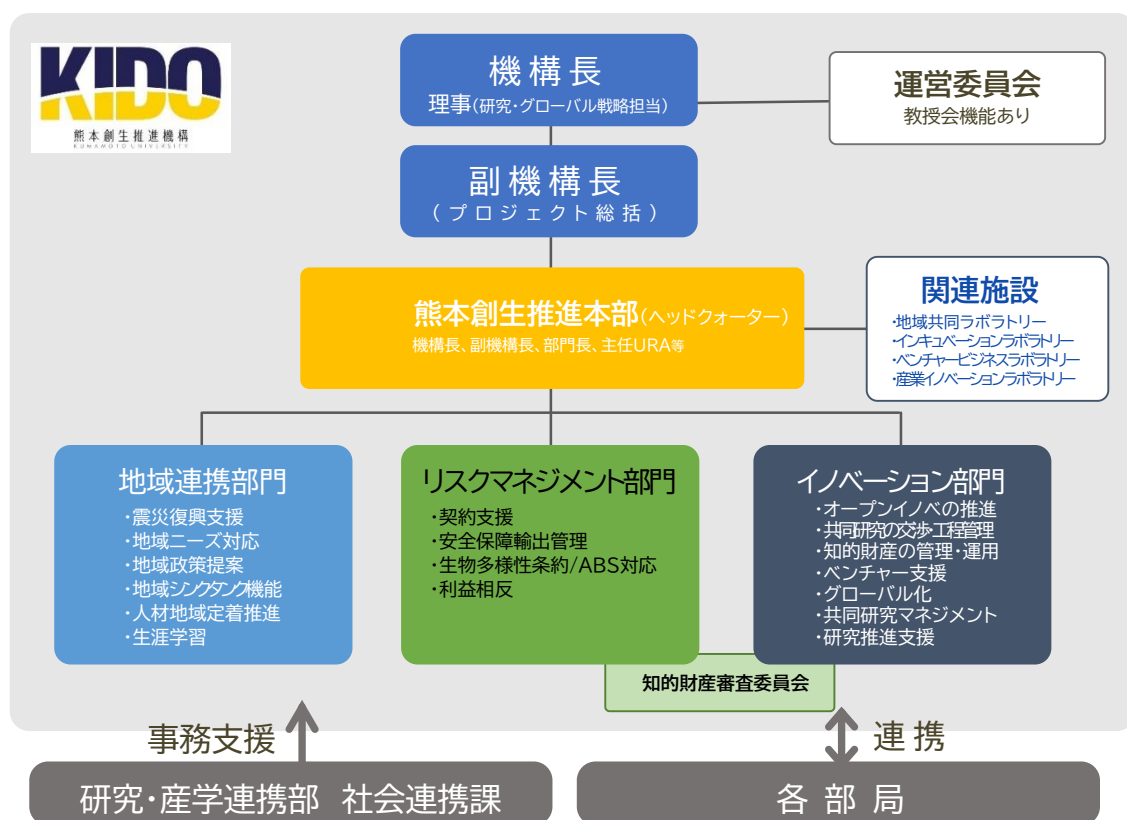 KIDO
熊本創生推進機構
KUMAMOTO UNIVERSITY
機構長
理事(研究・グローバル戦略担当)
運営委員会
教授会機能あり
副機構長
(プロジェクト総括)
熊本創生推進本部(ヘッドクォーター)
機構長、副機構長、部門長、主任URA等
関連施設
・地域共同ラボラトリー
・インキュベーションラボラトリー
・ベンチャービジネスラボラトリー
・産業イノベーションラボラトリー
地域連携部門
・震災復興支援
・地域ニーズ対応
・地域政策提案
・地域シンクタンク機能
・人材地域定着推進
・生涯学習
リスクマネジメント部門
・契約支援
・安全保障輸出管理
・生物多様性条約/ABS対応
・利益相反
イノベーション部門
・オープンイノベの推進
・共同研究の交渉・工程管理
・知的財産の管理・運用
・ベンチャー支援
・グローバル化
・共同研究マネジメント
・研究推進支援
知的財産審査委員会
事務支援
連携
研究・産学連携部 社会連携課
各部局